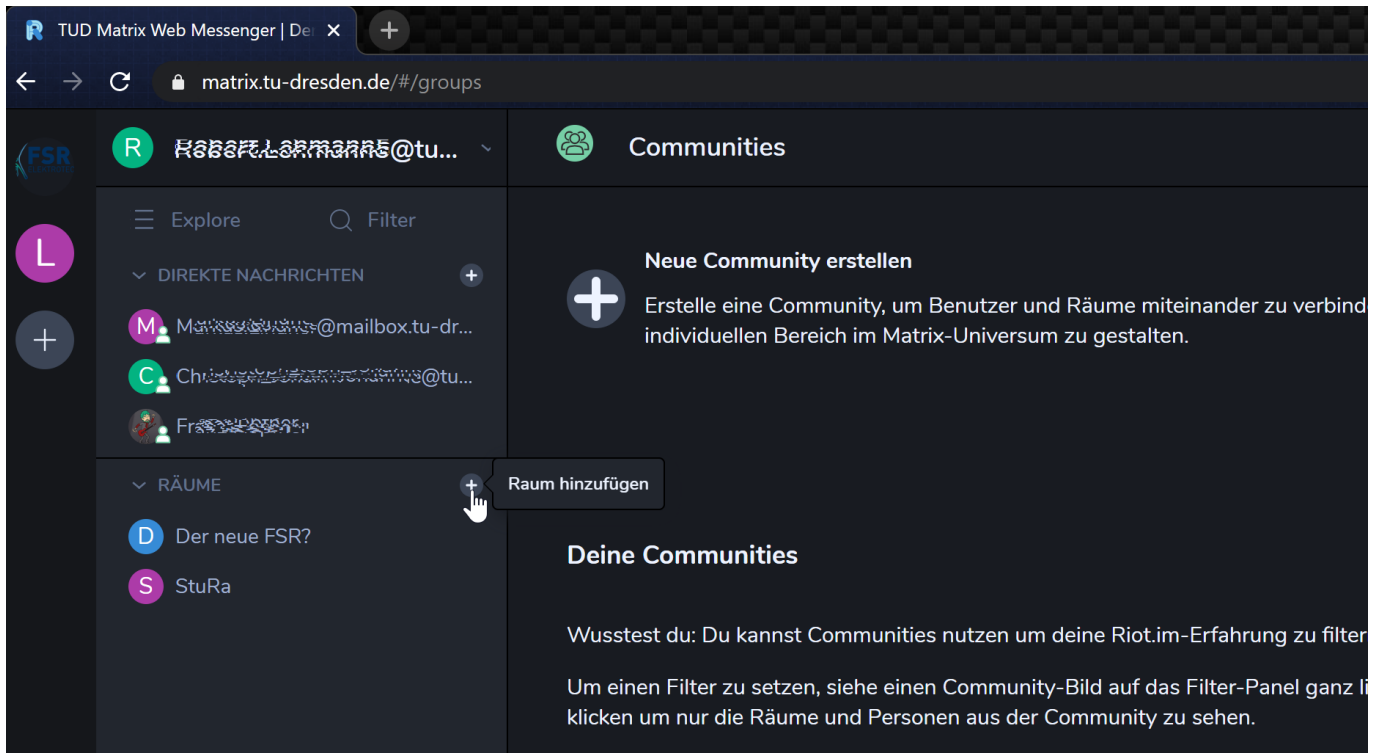 TUD Matrix Web Messenger | De
matrix.tu-dresden.de/#/groups
FSR
L
R
@tu...
Explore
Filter
DIREKTE NACHRICHTEN
M
@mailbox.tu-dr...
C
@tu...
RÄUME
Raum hinzufügen
D Der neue FSR?
S StuRa
Communities
Neue Community erstellen
Erstelle eine Community, um Benutzer und Räume miteinander zu verbind
individuellen Bereich im Matrix-Universum zu gestalten.
Deine Communities
Wusstest du: Du kannst Communities nutzen um deine Riot.im-Erfahrung zu filter
Um einen Filter zu setzen, siehe einen Community-Bild auf das Filter-Panel ganz li
klicken um nur die Räume und Personen aus der Community zu sehen.